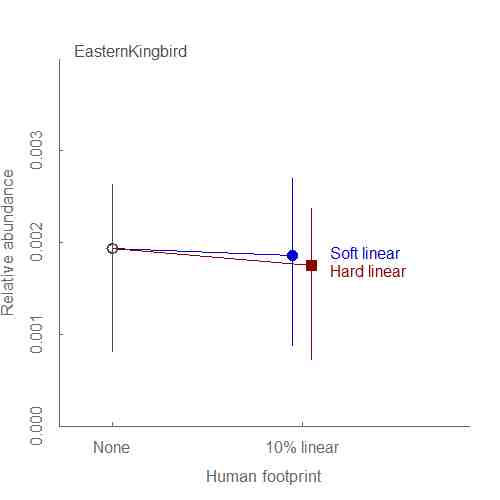 EasternKingbird
0.003
0.002
0.001
0.000
Relative abundance
Soft linear
Hard linear
None
10% linear
Human footprint